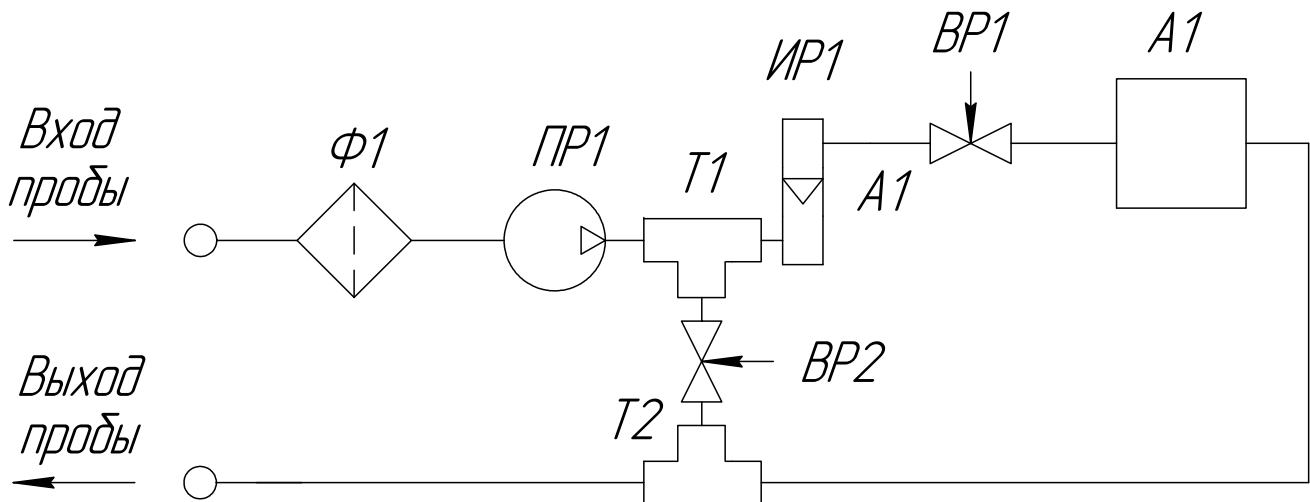 ВР1
А1
ИР1
Вход
пробы
Ф1
ПР1
Т1
А1
ВР2
Выход
пробы
Т2